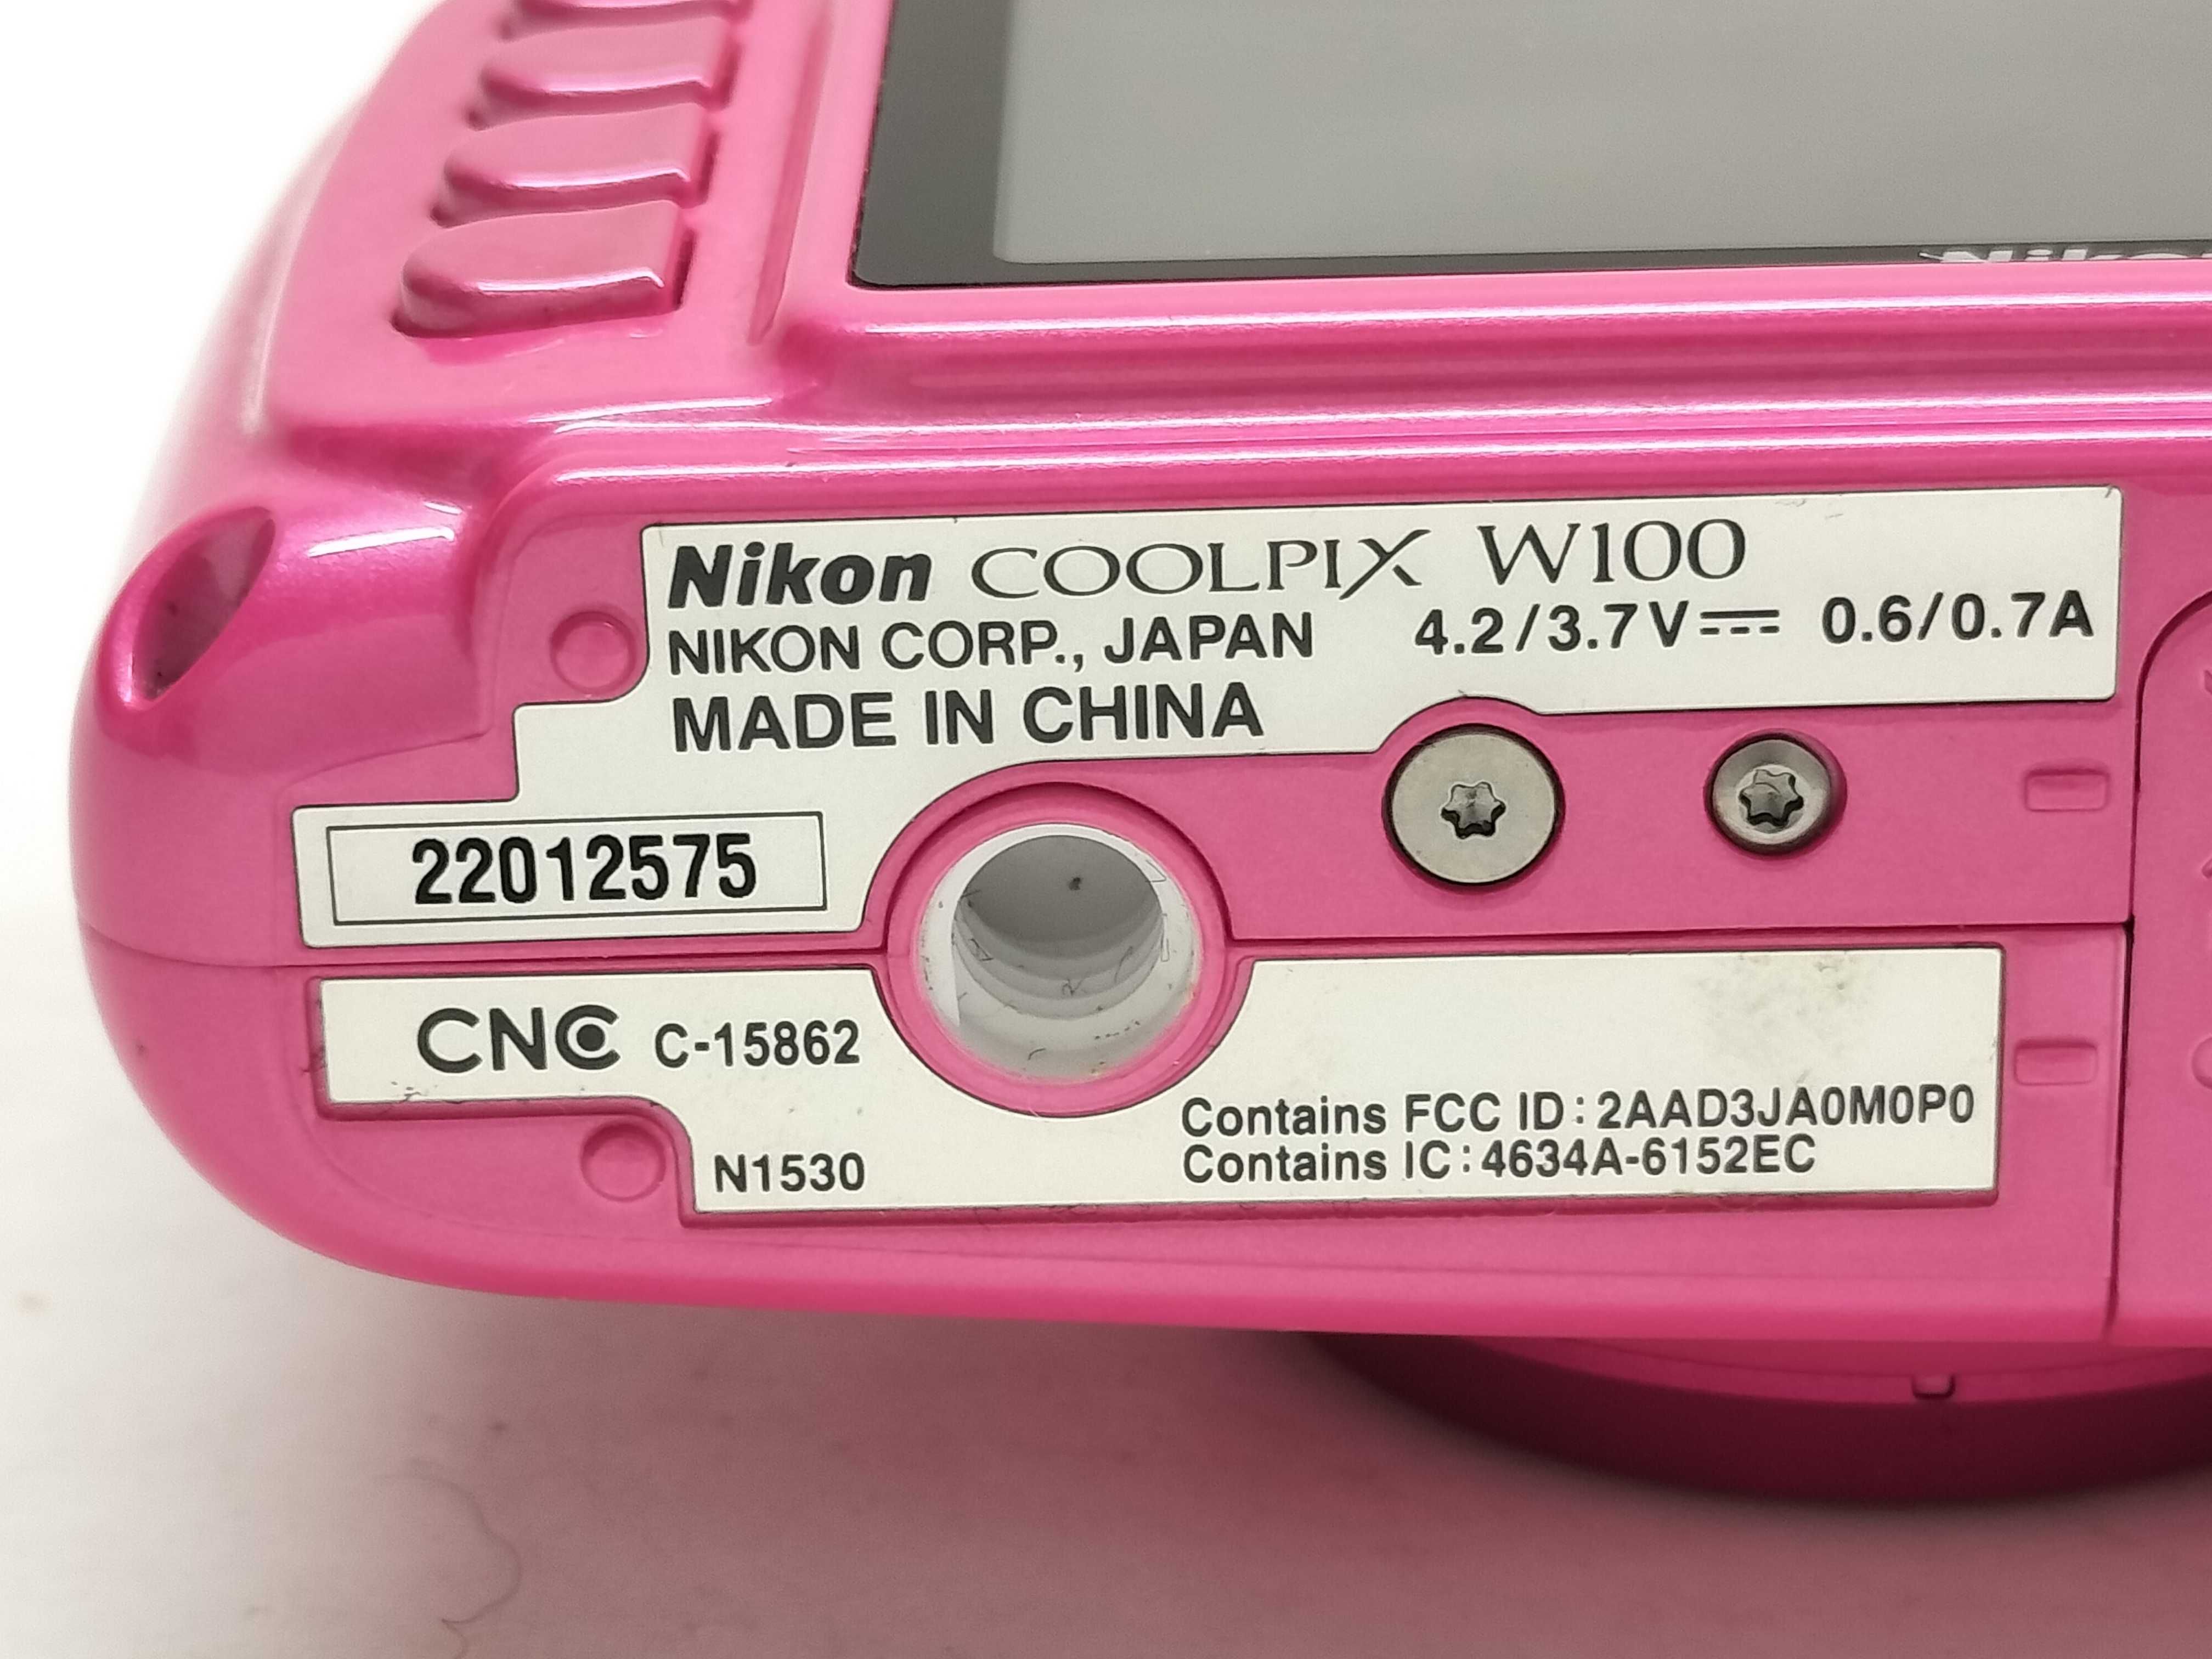 Nikon
Nikon COOLPIX W100
NIKON CORP., JAPAN 4.2/3.7V⎓ 0.6/0.7A
MADE IN CHINA
22012575
CNC C-15862
N1530
Contains FCC ID:2AAD3JA0M0P0
Contains IC:4634A-6152EC